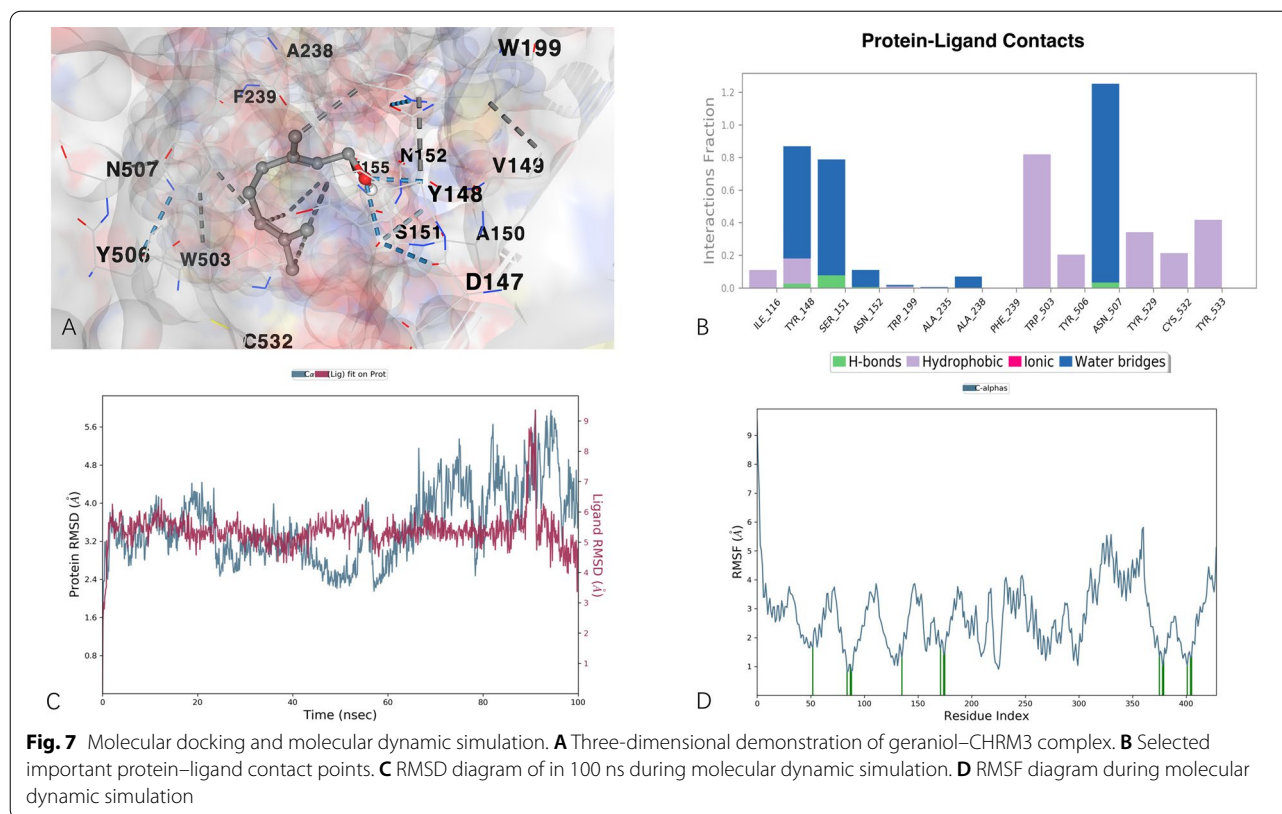 A238
W199
F239
N507
N152
155
V149
Y148
Y506
W503
S151
A150
D147
A
C532
Protein-Ligand Contacts
Interactions Fraction
1.2
1.0
0.8
0.6
0.4
0.2
0.0
ILE_116
TYR_148
SER_151
ASN_152
TRP_199
ALA_235
ALA_238
PHE_239
TRP_503
TYR_506
ASN_507
TYR_529
CYS_532
TYR_533
B
H-bonds Hydrophobic Ionic Water bridges
Cα (Lig) fit on Prot
Protein RMSD (Å)
5.6
4.8
4.0
3.2
2.4
1.6
0.8
Ligand RMSD (Å)
9
8
7
6
5
4
3
2
1
0 20 40 60 80 100
Time (nsec)
C
C-alphas
RMSF (Å)
9
8
7
6
5
4
3
2
1
0 50 100 150 200 250 300 350 400
Residue Index
D
Fig. 7 Molecular docking and molecular dynamic simulation. A Three-dimensional demonstration of geraniol–CHRM3 complex. B Selected
important protein–ligand contact points. C RMSD diagram of in 100 ns during molecular dynamic simulation. D RMSF diagram during molecular
dynamic simulation